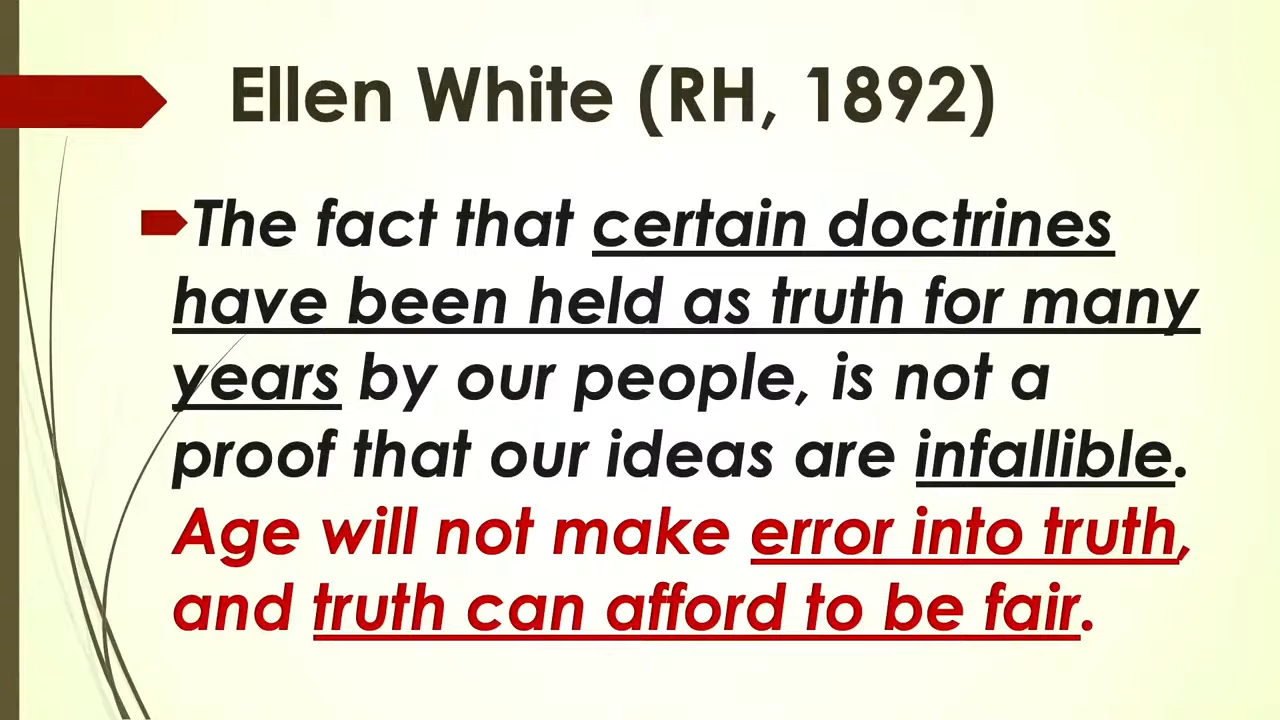 Ellen White (RH, 1892)
The fact that certain doctrines
have been held as truth for many
years by our people, is not a
proof that our ideas are infallible.
Age will not make error into truth,
and truth can afford to be fair.